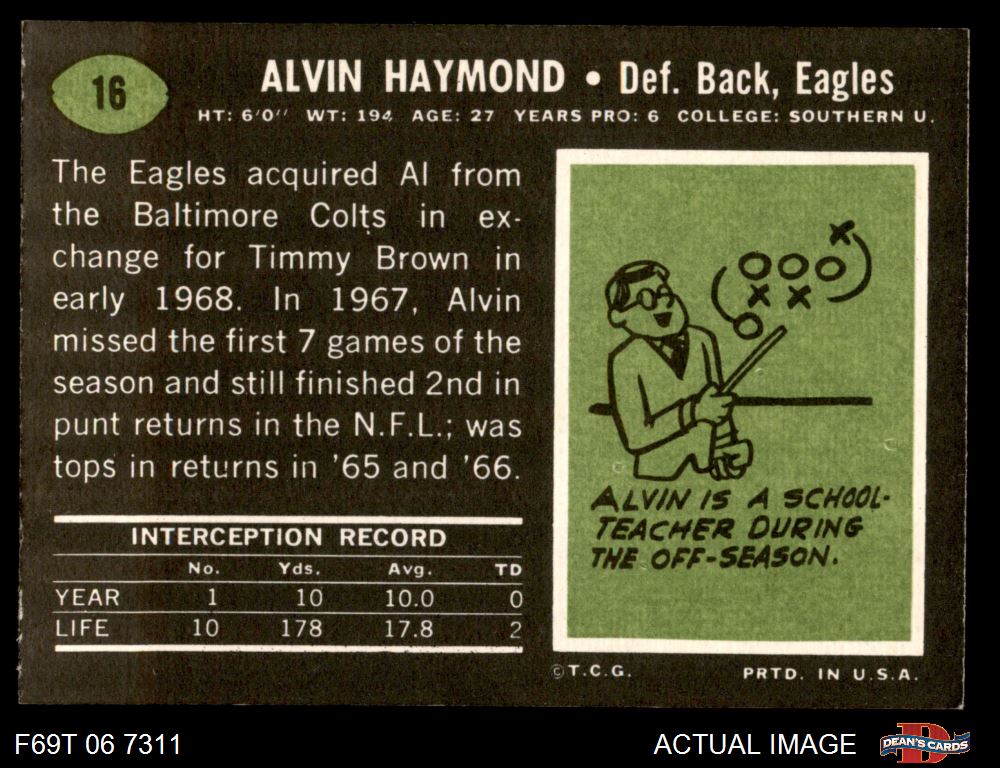 16
ALVIN HAYMOND • Def. Back, Eagles
HT: 6'0'' WT: 194 AGE: 27 YEARS PRO: 6 COLLEGE: SOUTHERN U.
The Eagles acquired Al from
the Baltimore Colts in ex-
change for Timmy Brown in
early 1968. In 1967, Alvin
missed the first 7 games of the
season and still finished 2nd in
punt returns in the N.F.L.; was
tops in returns in '65 and '66.
INTERCEPTION RECORD
No. Yds. Avg. TD
YEAR 1 10 10.0 0
LIFE 10 178 17.8 2
ALVIN IS A SCHOOL-
TEACHER DURING
THE OFF-SEASON.
©T.C.G. PRTD. IN U.S.A.
F69T 06 7311 ACTUAL IMAGE DEAN'S CARDS